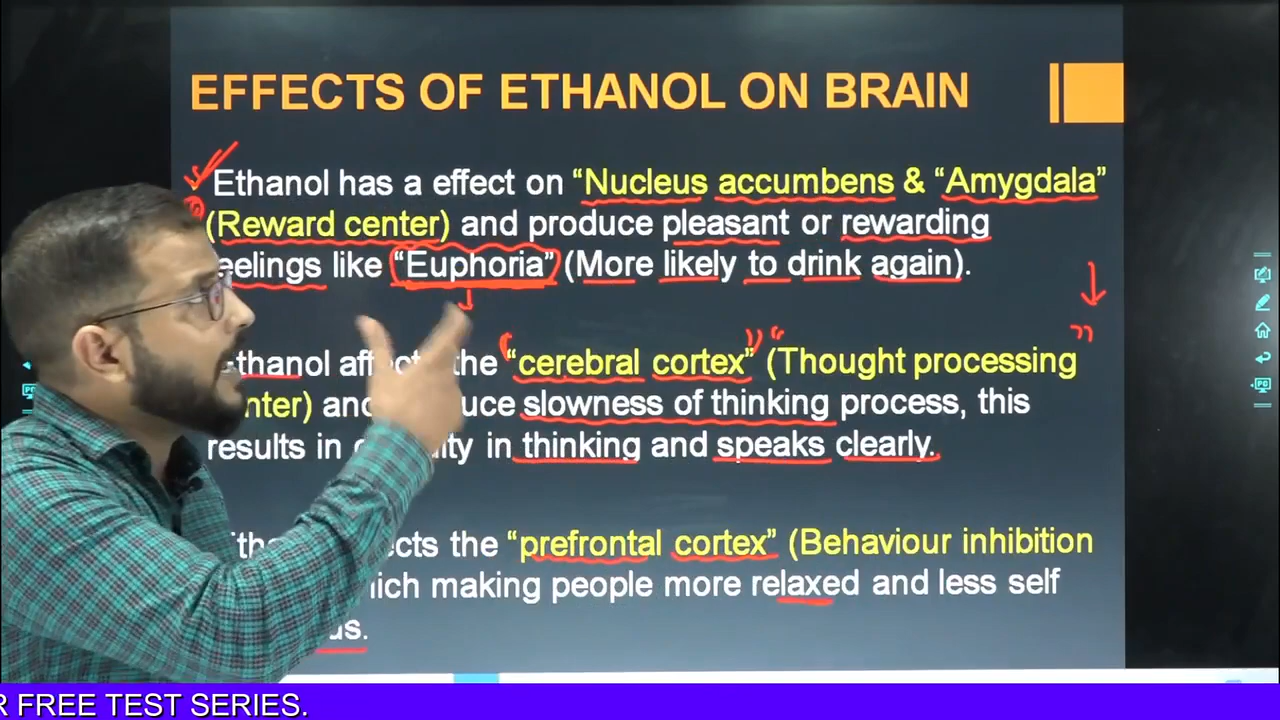 EFFECTS OF ETHANOL ON BRAIN
Ethanol has a effect on “Nucleus accumbens & “Amygdala”
(Reward center) and produce pleasant or rewarding
eelings like “Euphoria” (More likely to drink again).
Ethanol the “cerebral cortex” (Thought processing
and slowness of thinking process, this
results in in thinking and speaks clearly.
the “prefrontal cortex” (Behaviour inhibition
making people more relaxed and less self
R FREE TEST SERIES.